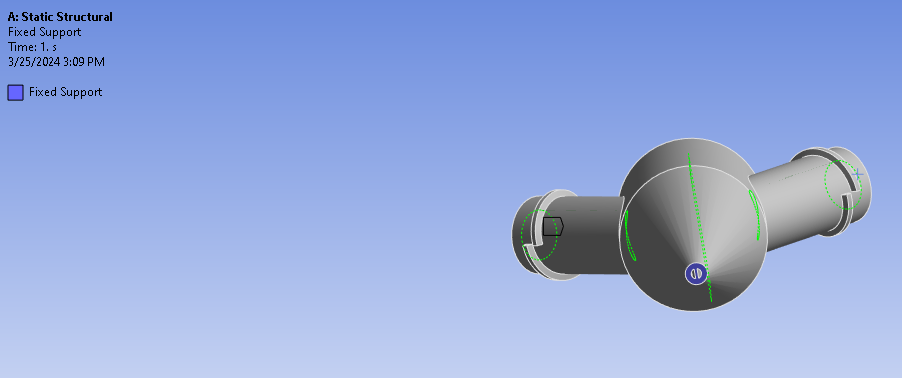 A: Static Structural
Fixed Support
Time: 1. s
3/25/2024 3:09 PM
Fixed Support